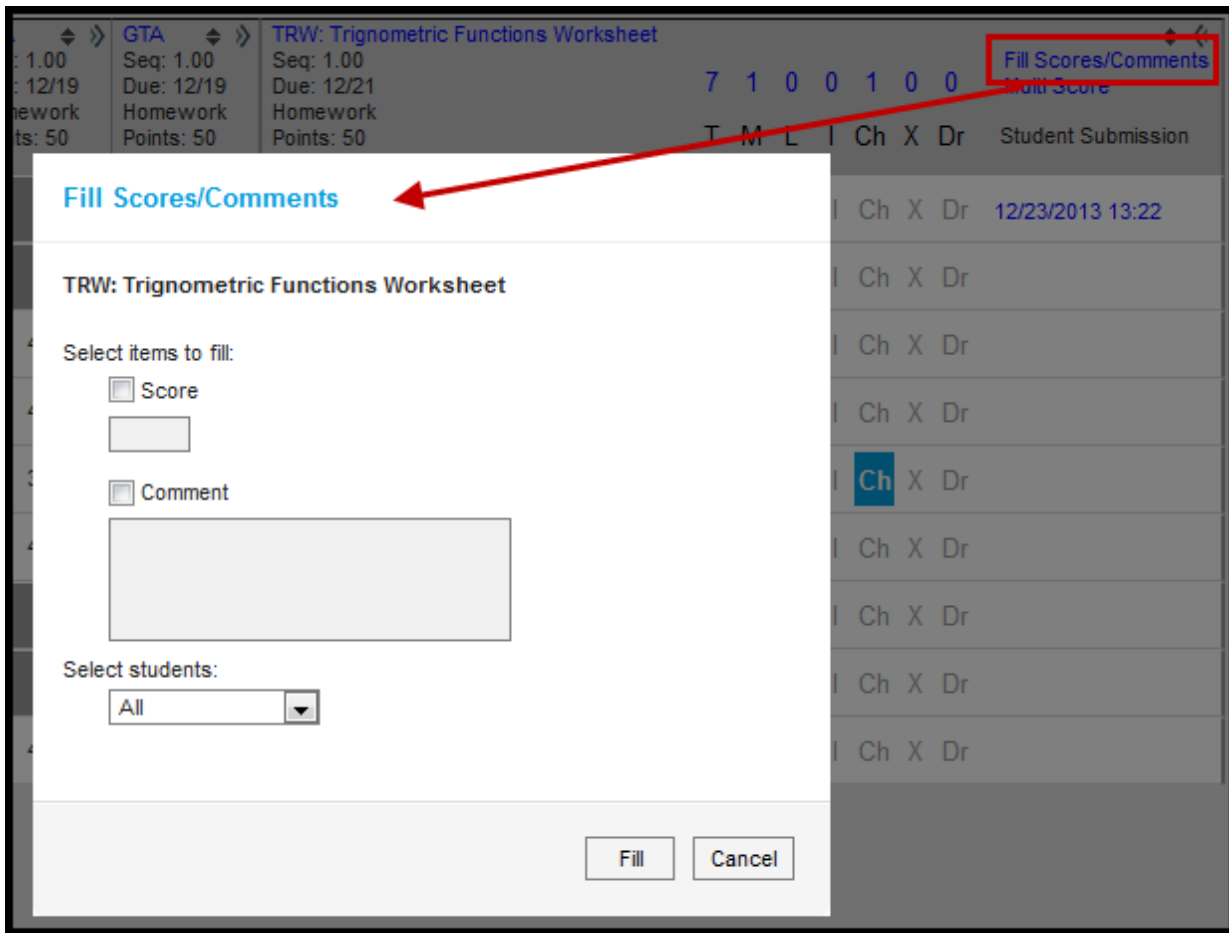 GTA
TRW: Trignometric Functions Worksheet
: 1.00
Seq: 1.00
Seq: 1.00
Fill Scores/Comments
: 12/19
Due: 12/19
Due: 12/21
7 1 0 0 1 0 0
Multi Score
nework
Homework
Homework
ts: 50
Points: 50
Points: 50
T M L I Ch X Dr
Student Submission
Fill Scores/Comments
I Ch X Dr 12/23/2013 13:22
TRW: Trignometric Functions Worksheet
I Ch X Dr
Select items to fill:
I Ch X Dr
Score
I Ch X Dr
Comment
I Ch X Dr
I Ch X Dr
I Ch X Dr
Select students:
I Ch X Dr
All
I Ch X Dr
Fill
Cancel